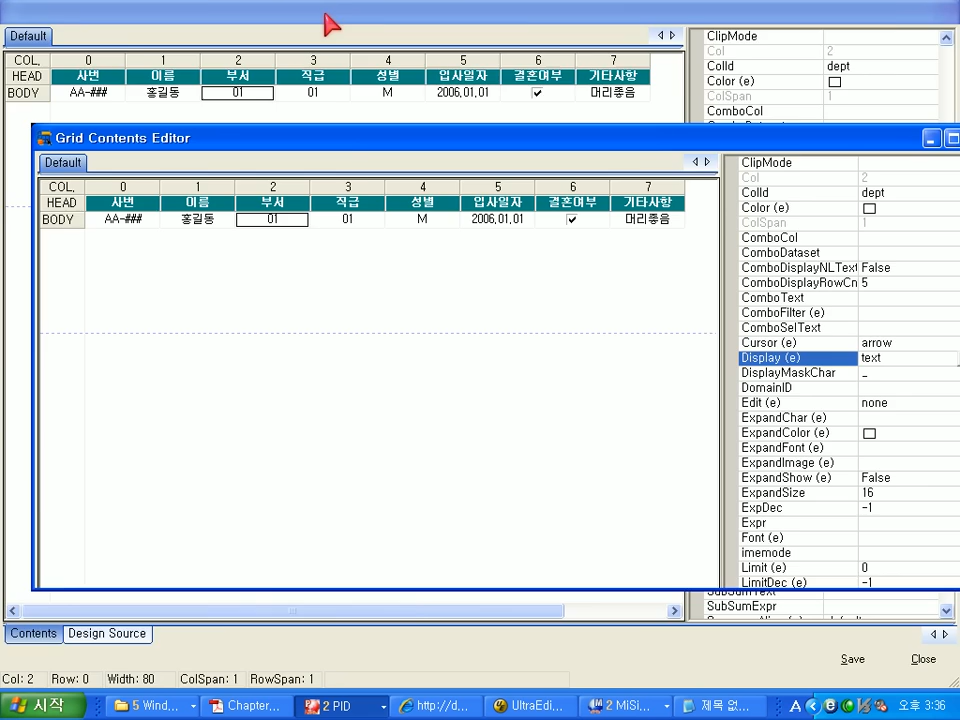 Default
COL, 0 1 2 3 4 5 6 7
HEAD 사번 이름 부서 직급 성별 입사일자 결혼여부 기타사항
BODY AA-### 홍길동 01 01 M 2006,01,01 머리좋음
ClipMode
Col 2
ColId dept
Color (e)
ColSpan 1
ComboCol
Grid Contents Editor
Default
COL, 0 1 2 3 4 5 6 7
HEAD 사번 이름 부서 직급 성별 입사일자 결혼여부 기타사항
BODY AA-### 홍길동 01 01 M 2006,01,01 머리좋음
ClipMode
Col 2
ColId dept
Color (e)
ColSpan 1
ComboCol
ComboDataset
ComboDisplayNLText False
ComboDisplayRowCn 5
ComboText
ComboFilter (e)
ComboSelText
Cursor (e) arrow
Display (e) text
DisplayMaskChar _
DomainID
Edit (e) none
ExpandChar (e)
ExpandColor (e)
ExpandFont (e)
ExpandImage (e)
ExpandShow (e) False
ExpandSize 16
ExpDec -1
Expr
Font (e)
imemode
Limit (e) 0
LimitDec (e) -1
SubSumText
SubSumExpr
Contents Design Source
Save Close
Col: 2 Row: 0 Width: 80 ColSpan: 1 RowSpan: 1
시작 5 Wind... Chapter... 2 PID http://d... UltraEdi... 2 MiSi... 제목 없... A 오후 3:36